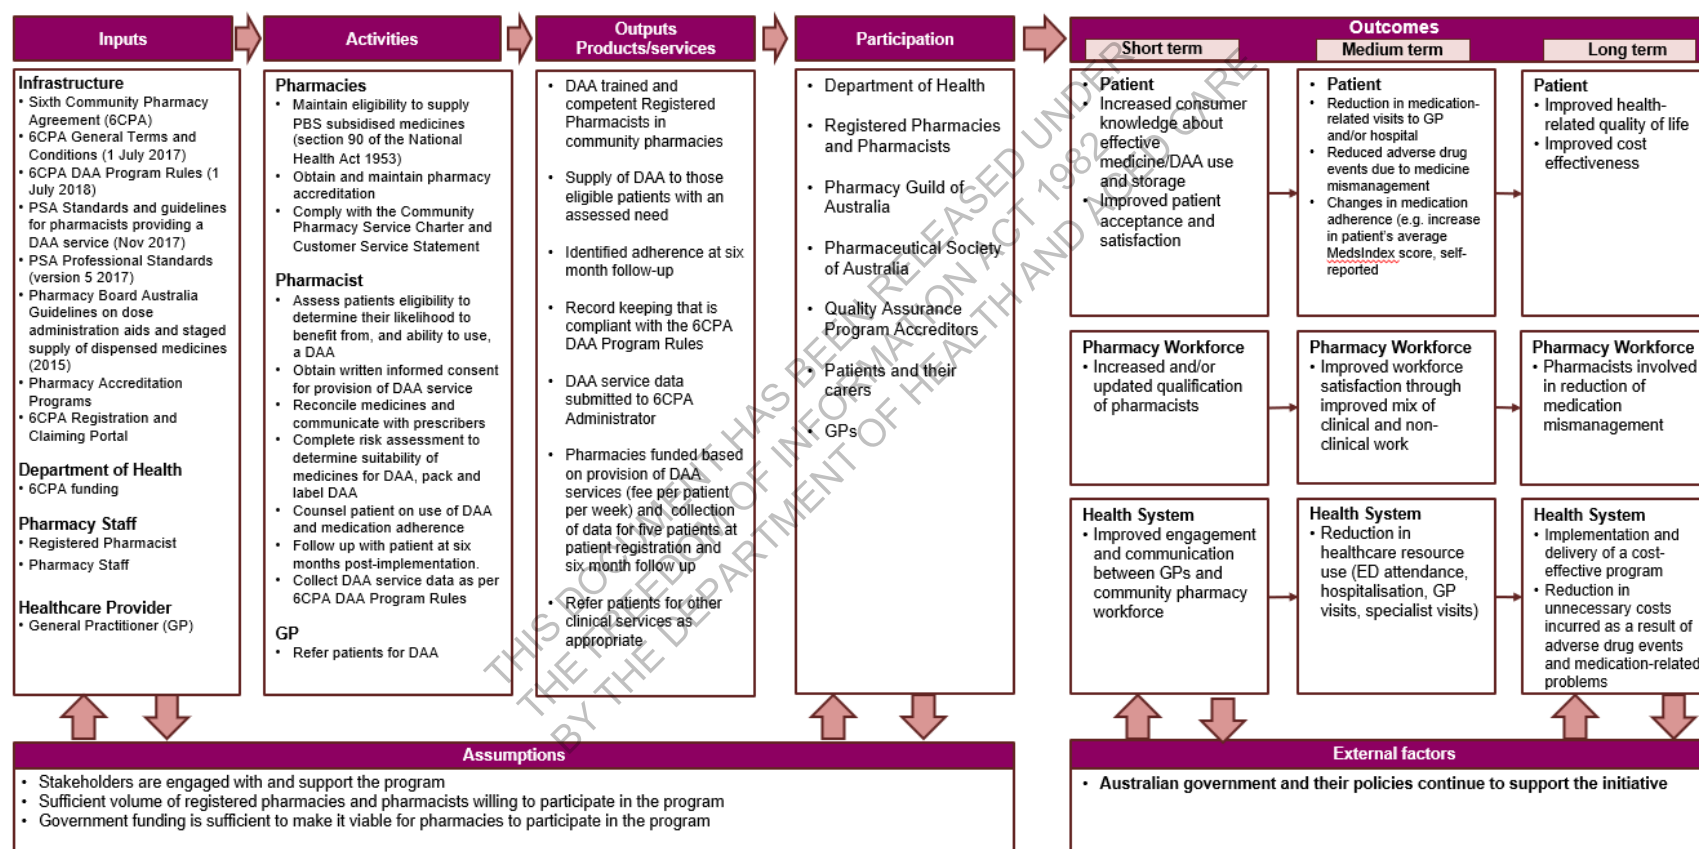 Inputs
Infrastructure
• Sixth Community Pharmacy
Agreement (6CPA)
• 6CPA General Terms and
Conditions (1 July 2017)
• 6CPA DAA Program Rules (1
July 2018)
• PSA Standards and guidelines
for pharmacists providing a
DAA service (Nov 2017)
• PSA Professional Standards
(version 5 2017)
• Pharmacy Board Australia
Guidelines on dose
administration aids and staged
supply of dispensed medicines
(2015)
• Pharmacy Accreditation
Programs
• 6CPA Registration and
Claiming Portal
Department of Health
• 6CPA funding
Pharmacy Staff
• Registered Pharmacist
• Pharmacy Staff
Healthcare Provider
• General Practitioner (GP)
Activities
Pharmacies
• Maintain eligibility to supply
PBS subsidised medicines
(section 90 of the National
Health Act 1953)
• Obtain and maintain pharmacy
accreditation
• Comply with the Community
Pharmacy Service Charter and
Customer Service Statement
Pharmacist
• Assess patients eligibility to
determine their likelihood to
benefit from, and ability to use,
a DAA
• Obtain written informed consent
for provision of DAA service
• Reconcile medicines and
communicate with prescribers
• Complete risk assessment to
determine suitability of
medicines for DAA, pack and
label DAA
• Counsel patient on use of DAA
and medication adherence
• Follow up with patient at six
months post-implementation.
• Collect DAA service data as per
6CPA DAA Program Rules
GP
• Refer patients for DAA
Outputs
Products/services
• DAA trained and
competent Registered
Pharmacists in
community pharmacies
• Supply of DAA to those
eligible patients with an
assessed need
• Identified adherence at six
month follow-up
• Record keeping that is
compliant with the 6CPA
DAA Program Rules
• DAA service data
submitted to 6CPA
Administrator
• Pharmacies funded based
on provision of DAA
services (fee per patient
per week) and collection
of data for five patients at
patient registration and
six month follow up
• Refer patients for other
clinical services as
appropriate
Participation
• Department of Health
• Registered Pharmacies
and Pharmacists
• Pharmacy Guild of
Australia
• Pharmaceutical Society
of Australia
• Quality Assurance
Program Accreditors
• Patients and their
carers
• GPs
Outcomes
Short term
• Patient
• Increased consumer
knowledge about
effective
medicine/DAA use
and storage
• Improved patient
acceptance and
satisfaction
Pharmacy Workforce
• Increased and/or
updated qualification
of pharmacists
Health System
• Improved engagement
and communication
between GPs and
community pharmacy
workforce
Medium term
• Patient
• Reduction in medication-
related visits to GP
and/or hospital
• Reduced adverse drug
events due to medicine
mismanagement
• Changes in medication
adherence (e.g. increase
in patient's average
MedsIndex score, self-
reported
Pharmacy Workforce
• Improved workforce
satisfaction through
improved mix of
clinical and non-
clinical work
Health System
• Reduction in
healthcare resource
use (ED attendance,
hospitalisation, GP
visits, specialist visits)
Long term
Patient
• Improved health-
related quality of life
• Improved cost
effectiveness
Pharmacy Workforce
• Pharmacists involved
in reduction of
medication
mismanagement
Health System
• Implementation and
delivery of a cost-
effective program
• Reduction in
unnecessary costs
incurred as a result of
adverse drug events
and medication-related
problems
Assumptions
• Stakeholders are engaged with and support the program
• Sufficient volume of registered pharmacies and pharmacists willing to participate in the program
• Government funding is sufficient to make it viable for pharmacies to participate in the program
External factors
• Australian government and their policies continue to support the initiative
THIS DOCUMENT HAS BEEN RELEASED UNDER
THE FREEDOM OF INFORMATION ACT 1982
BY THE DEPARTMENT OF HEALTH AND AGED CARE